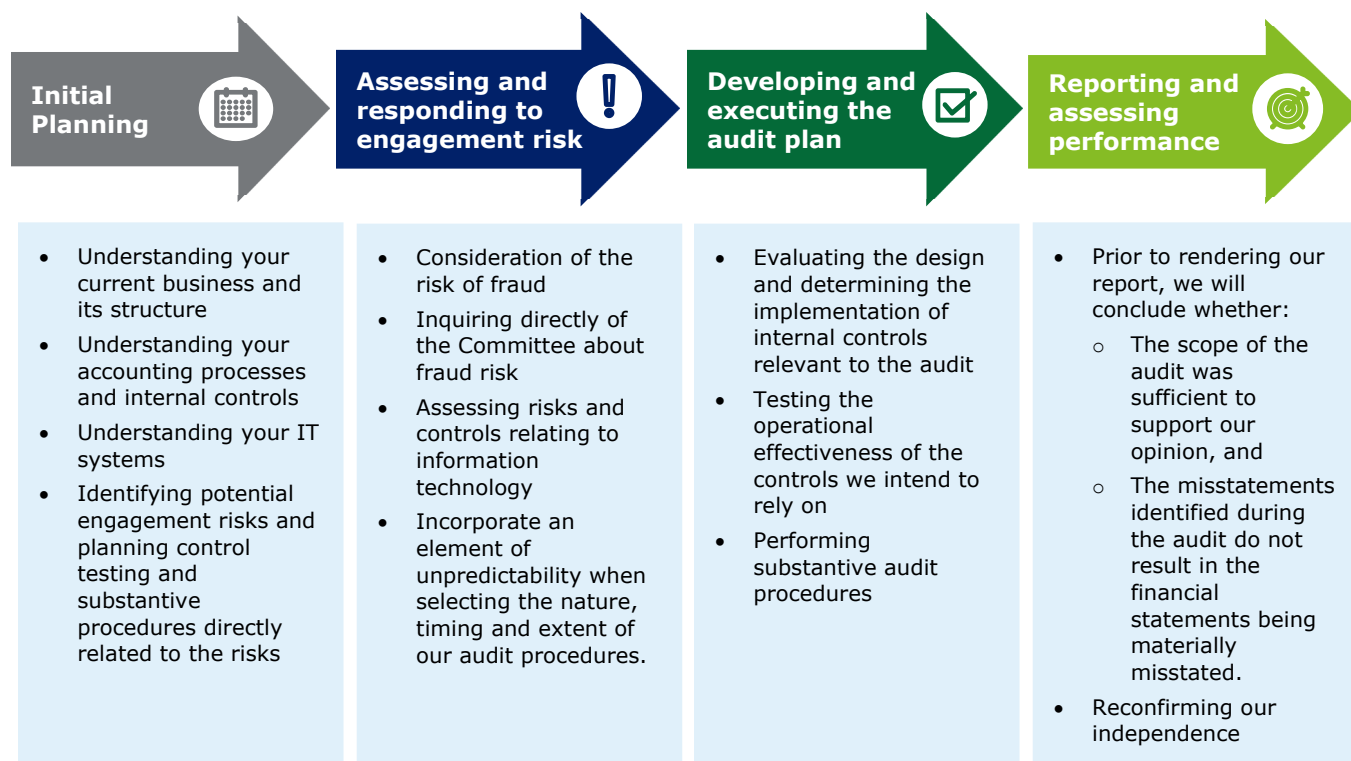 Initial
Planning
Assessing and
responding to
engagement risk
Developing and
executing the
audit plan
Reporting and
assessing
performance
• Understanding your
current business and
its structure
• Understanding your
accounting processes
and internal controls
• Understanding your IT
systems
• Identifying potential
engagement risks and
planning control
testing and
substantive
procedures directly
related to the risks
• Consideration of the
risk of fraud
• Inquiring directly of
the Committee about
fraud risk
• Assessing risks and
controls relating to
information
technology
• Incorporate an
element of
unpredictability when
selecting the nature,
timing and extent of
our audit procedures.
• Evaluating the design
and determining the
implementation of
internal controls
relevant to the audit
• Testing the
operational
effectiveness of the
controls we intend to
rely on
• Performing
substantive audit
procedures
• Prior to rendering our
report, we will
conclude whether:
o The scope of the
audit was
sufficient to
support our
opinion, and
o The misstatements
identified during
the audit do not
result in the
financial
statements being
materially
misstated.
• Reconfirming our
independence